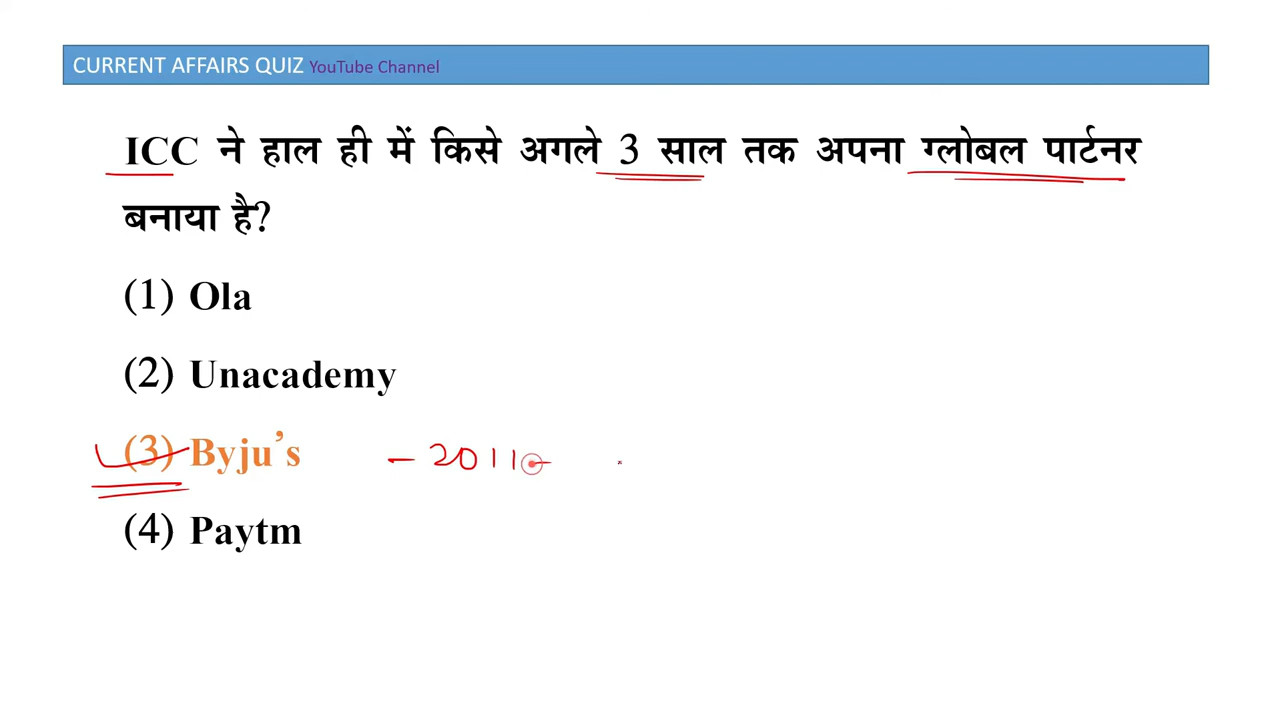 CURRENT AFFAIRS QUIZ YouTube Channel
ICC ने हाल ही में किसे अगले 3 साल तक अपना ग्लोबल पार्टनर
बनाया है?
(1) Ola
(2) Unacademy
(3) Byju's - 2011-
(4) Paytm